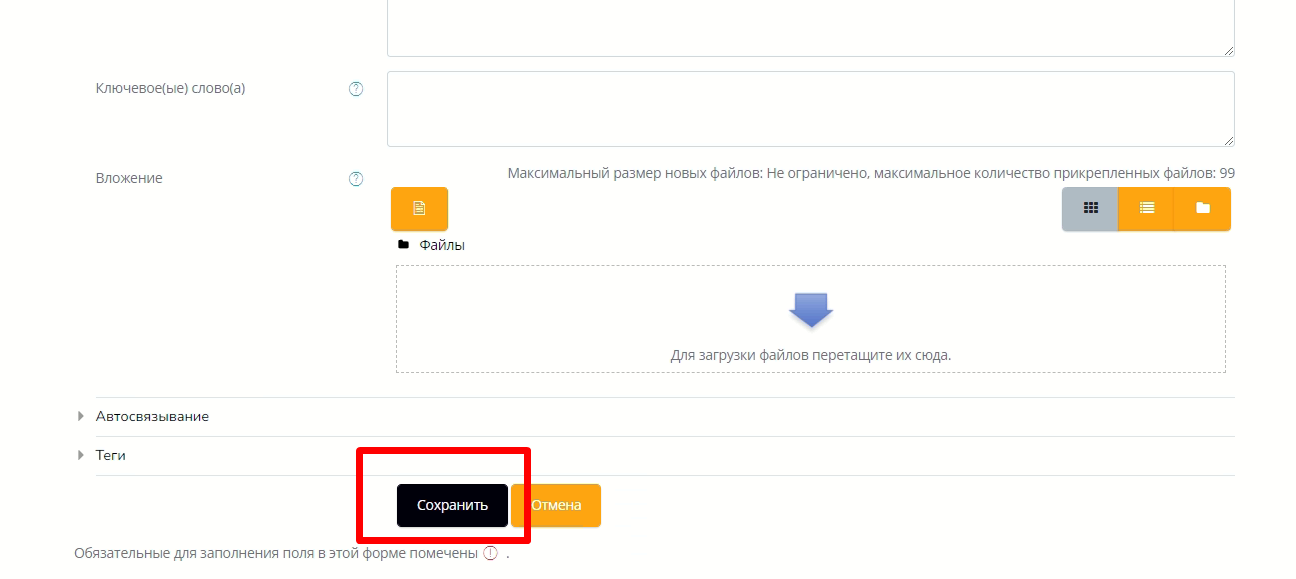 Ключевое(ые) слово(а)
Вложение
Максимальный размер новых файлов: Не ограничено, максимальное количество прикрепленных файлов: 99
Файлы
Для загрузки файлов перетащите их сюда.
Автосвязывание
Теги
Сохранить Отмена
Обязательные для заполнения поля в этой форме помечены .